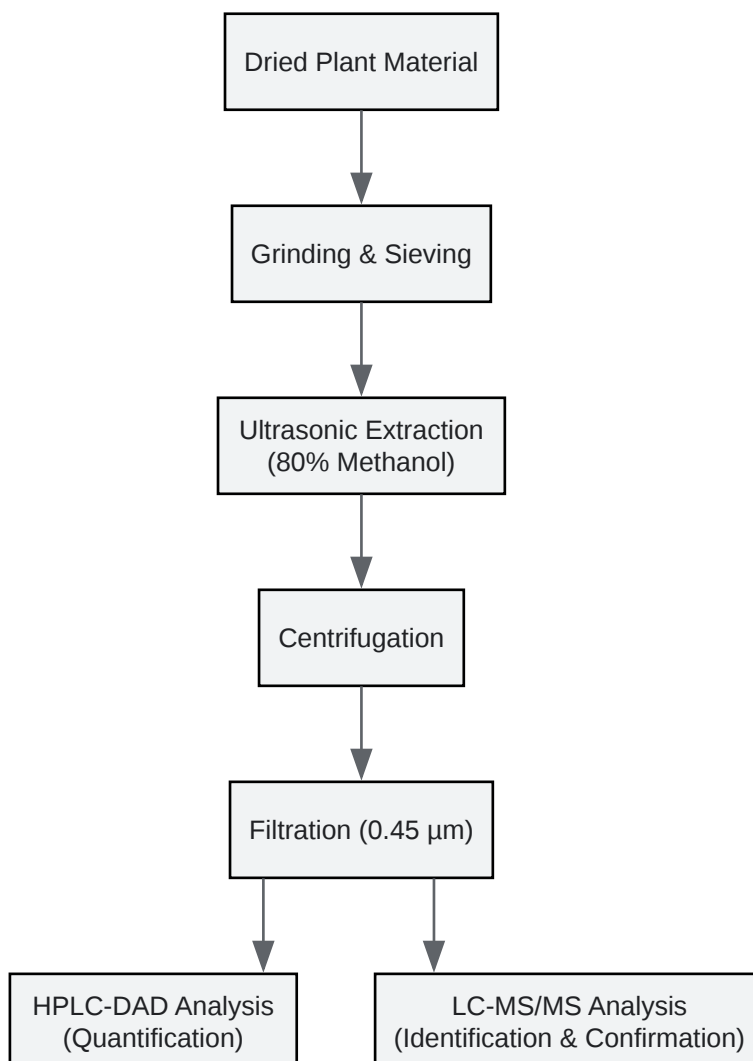 Dried Plant Material
Grinding & Sieving
Ultrasonic Extraction
(80% Methanol)
Centrifugation
Filtration (0.45 µm)
HPLC-DAD Analysis
(Quantification)
LC-MS/MS Analysis
(Identification & Confirmation)